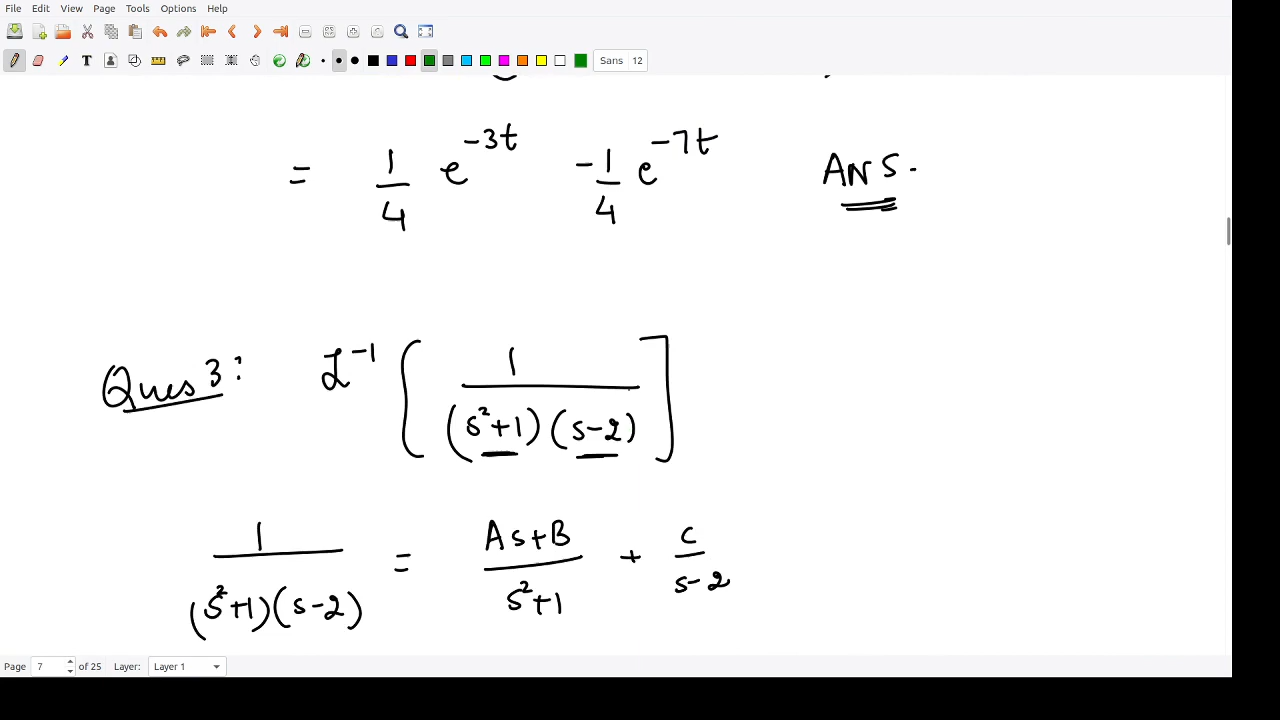 File Edit View Page Tools Options Help
Sans 12
= 1/4 e^-3t -1/4 e^-7t ANS.
Ques 3: L^-1 [ 1/((s²+1)(s-2)) ]
1/((s²+1)(s-2)) = (As+B)/(s²+1) + C/(s-2)
Page 7 of 25 Layer: Layer 1